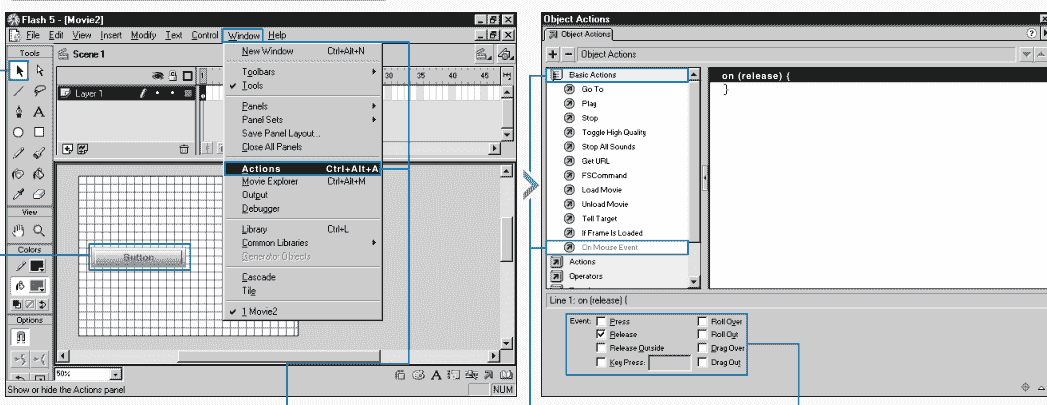 Flash 5 - [Movie2]
File Edit View Insert Modify Text Control Window Help
Tools
Scene 1
1
30 35 40 45
Layer 1
A
View
Colors
Options
Button
New Window Ctrl+Alt+N
Toolbars
Tools
Panels
Panel Sets
Save Panel Layout...
Close All Panels
Actions Ctrl+Alt+A
Movie Explorer Ctrl+Alt+M
Output
Debugger
Library Ctrl+L
Common Libraries
Generator Objects
Cascade
Tile
1 Movie2
50%
A
Show or hide the Actions panel
NUM
Object Actions
Object Actions
+ - Object Actions
Basic Actions
Go To
Play
Stop
Toggle High Quality
Stop All Sounds
Get URL
FSCommand
Load Movie
Unload Movie
Tell Target
If Frame Is Loaded
On Mouse Event
Actions
Operators
on (release) {
}
Line 1: on (release) {
Event: Press Roll Over
Release Roll Out
Release Outside Drag Over
Key Press: Drag Out